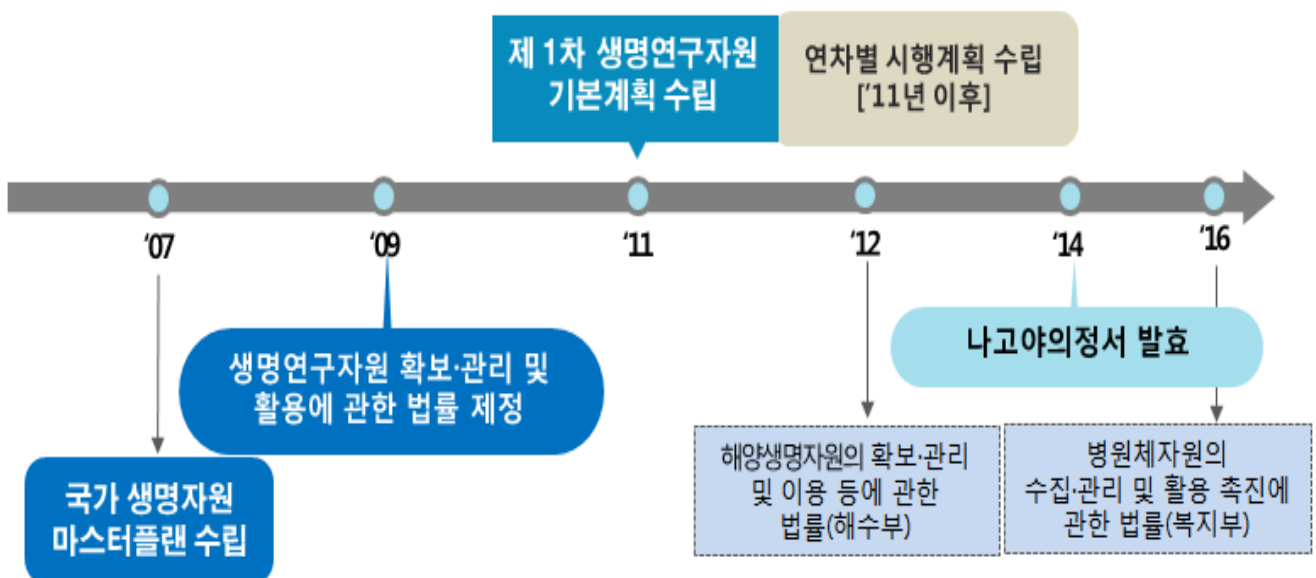 제 1차 생명연구자원
기본계획 수립
연차별 시행계획 수립
['11년 이후]
‘07
‘09
‘11
‘12
‘14
‘16
생명연구자원 확보·관리 및
활용에 관한 법률 제정
나고야의정서 발효
국가 생명자원
마스터플랜 수립
해양생명자원의 확보·관리
및 이용 등에 관한
법률(해수부)
병원체자원의
수집·관리 및 활용 촉진에
관한 법률(복지부)